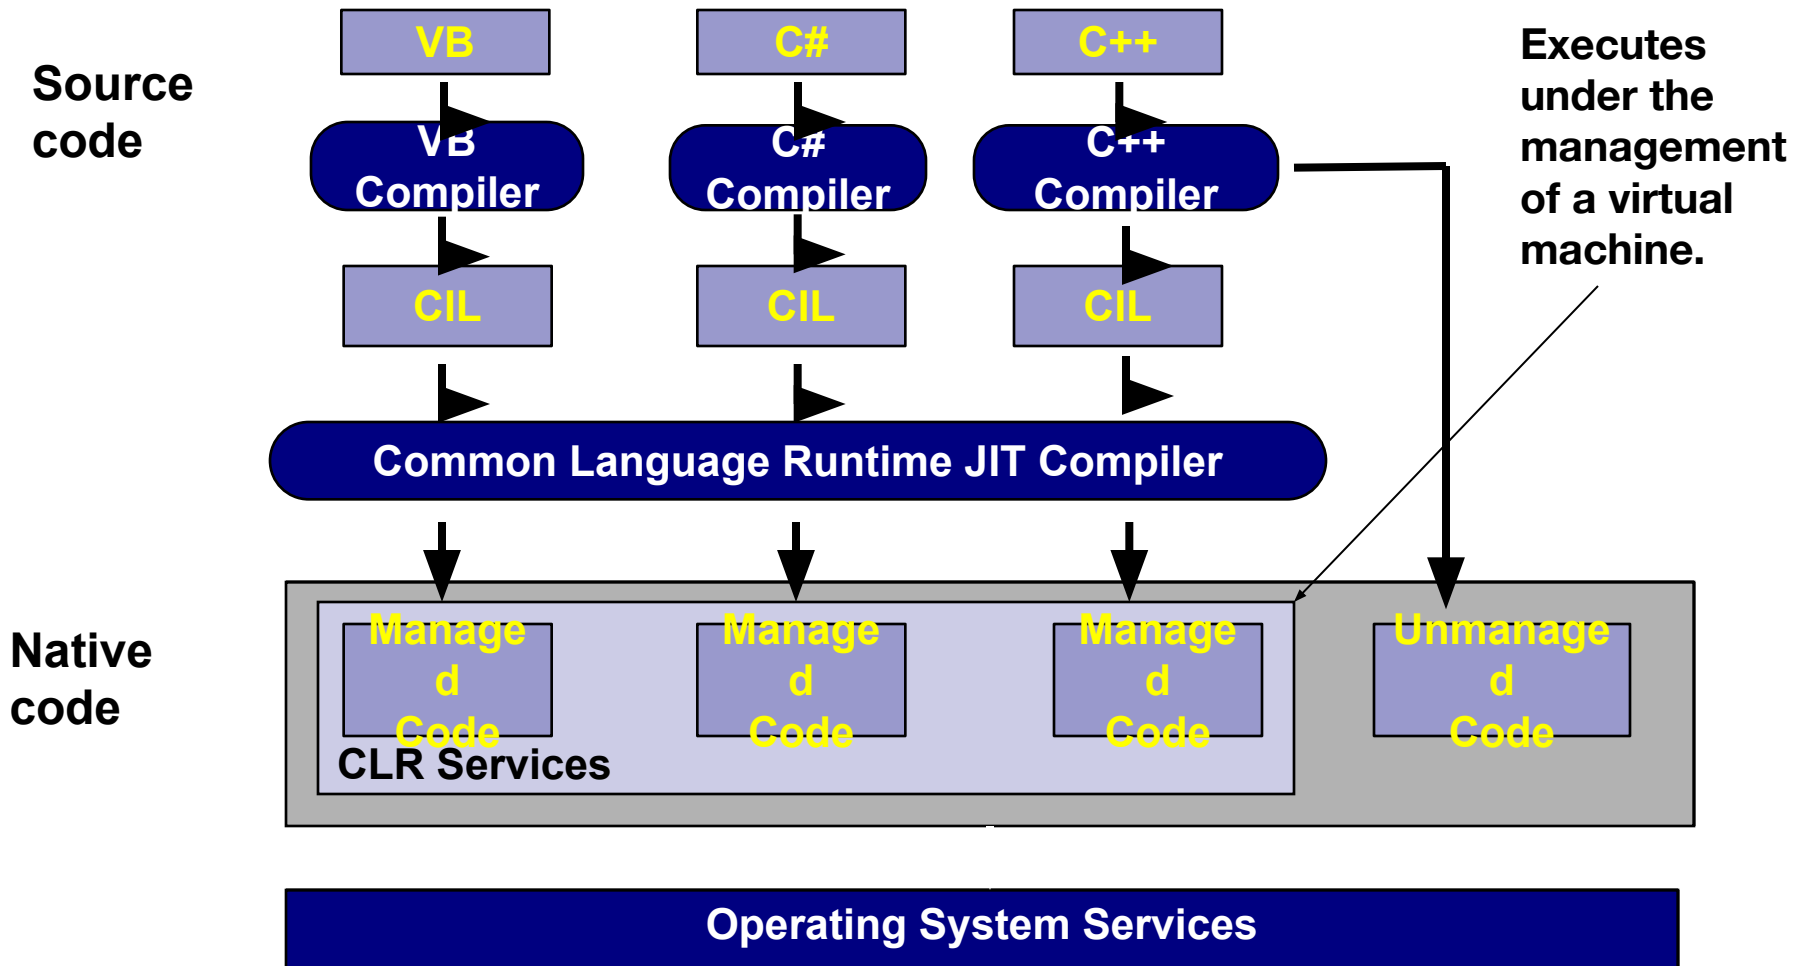 VB
C#
C++
Source
code
Executes
under the
management
of a virtual
machine.
VB
Compiler
C#
Compiler
C++
Compiler
CIL
CIL
CIL
Common Language Runtime JIT Compiler
Native
code
Manage
d
Code
Manage
d
Code
Manage
d
Code
Unmanage
d
Code
CLR Services
Operating System Services